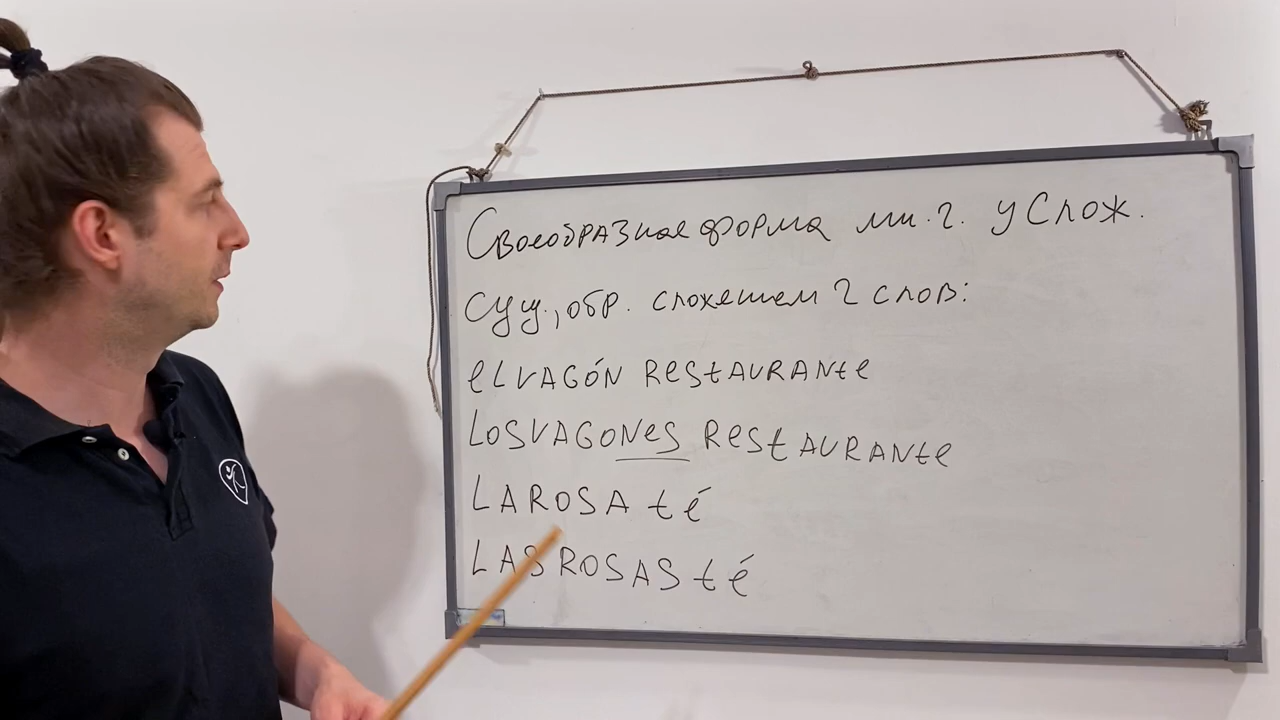 Своеобразная форма мн.ч. у слож.
сущ., обр. сложением 2 слов:
el vagón restaurante
Los vagones restaurante
La rosa té
Las rosas té